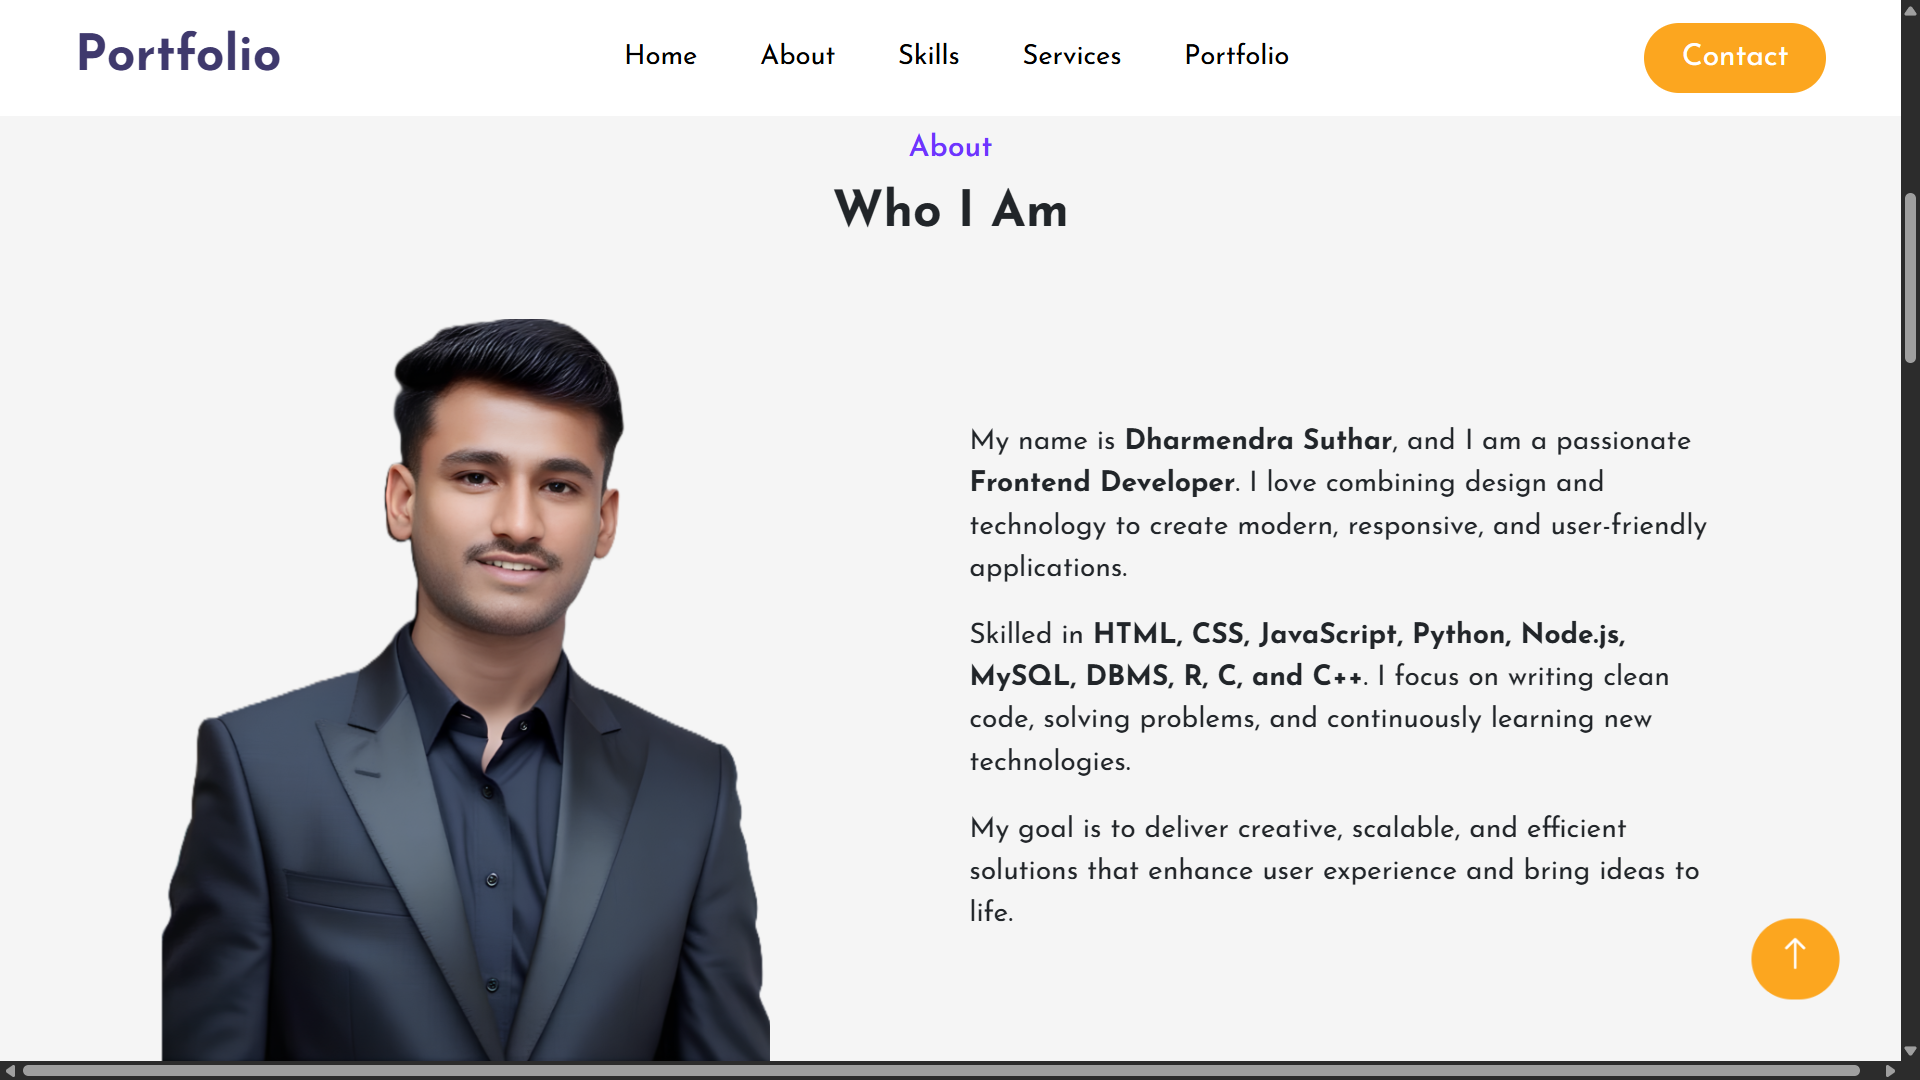 Portfolio
Home About Skills Services Portfolio
Contact
About
Who I Am
My name is Dharmendra Suthar, and I am a passionate
Frontend Developer. I love combining design and
technology to create modern, responsive, and user-friendly
applications.
Skilled in HTML, CSS, JavaScript, Python, Node.js,
MySQL, DBMS, R, C, and C++. I focus on writing clean
code, solving problems, and continuously learning new
technologies.
My goal is to deliver creative, scalable, and efficient
solutions that enhance user experience and bring ideas to
life.